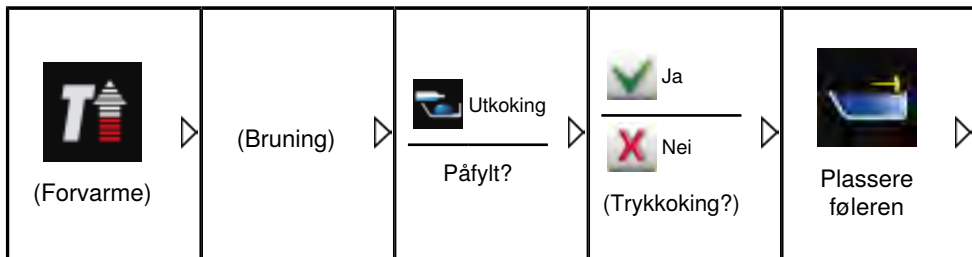 (Forvarme)
(Bruning)
Utkoking
Påfylt?
Ja
Nei
(Trykkoking?)
Plassere
føleren